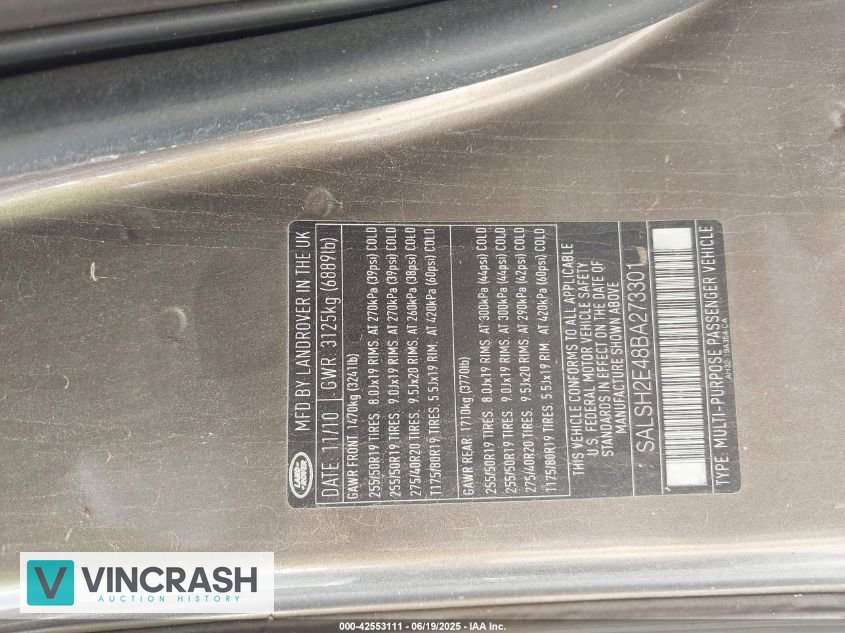 LAND-ROVER
MFD BY LANDROVER IN THE UK
DATE: 11/10 .GWR 3125kg (6889lb)
GAWR FRONT: 1470kg (3241lb)
255/50R19 TIRES. 8.0Jx19 RIMS. AT 270kPa (39psi) COLD
255/50R19 TIRES. 9.0Jx19 RIMS. AT 270kPa (39psi) COLD
275/40R20 TIRES. 9.5Jx20 RIMS. AT 260kPa (38psi) COLD
T175/80R19 TIRES 5.5Jx19 RIM. AT 420kPa (60psi) COLD
GAWR REAR: 1710kg (3770lb)
255/50R19 TIRES. 8.0Jx19 RIMS. AT 300kPa (44psi) COLD
255/50R19 TIRES. 9.0Jx19 RIMS. AT 300kPa (44psi) COLD
275/40R20 TIRES 9.5Jx20 RIMS. AT 290kPa (42psi) COLD
T175/80R19 TIRES 5.5Jx19 RIM. AT 420kPa (60psi) COLD
THIS VEHICLE CONFORMS TO ALL APPLICABLE
U.S. FEDERAL MOTOR VEHICLE SAFETY
STANDARDS IN EFFECT ON THE DATE OF
MANUFACTURE SHOWN ABOVE.
SALSH2E48BA273301
TYPE: MULTI-PURPOSE PASSENGER VEHICLE
VINCRASH
AUCTION HISTORY
000-42553111 - 06/19/2025 - IAA Inc.